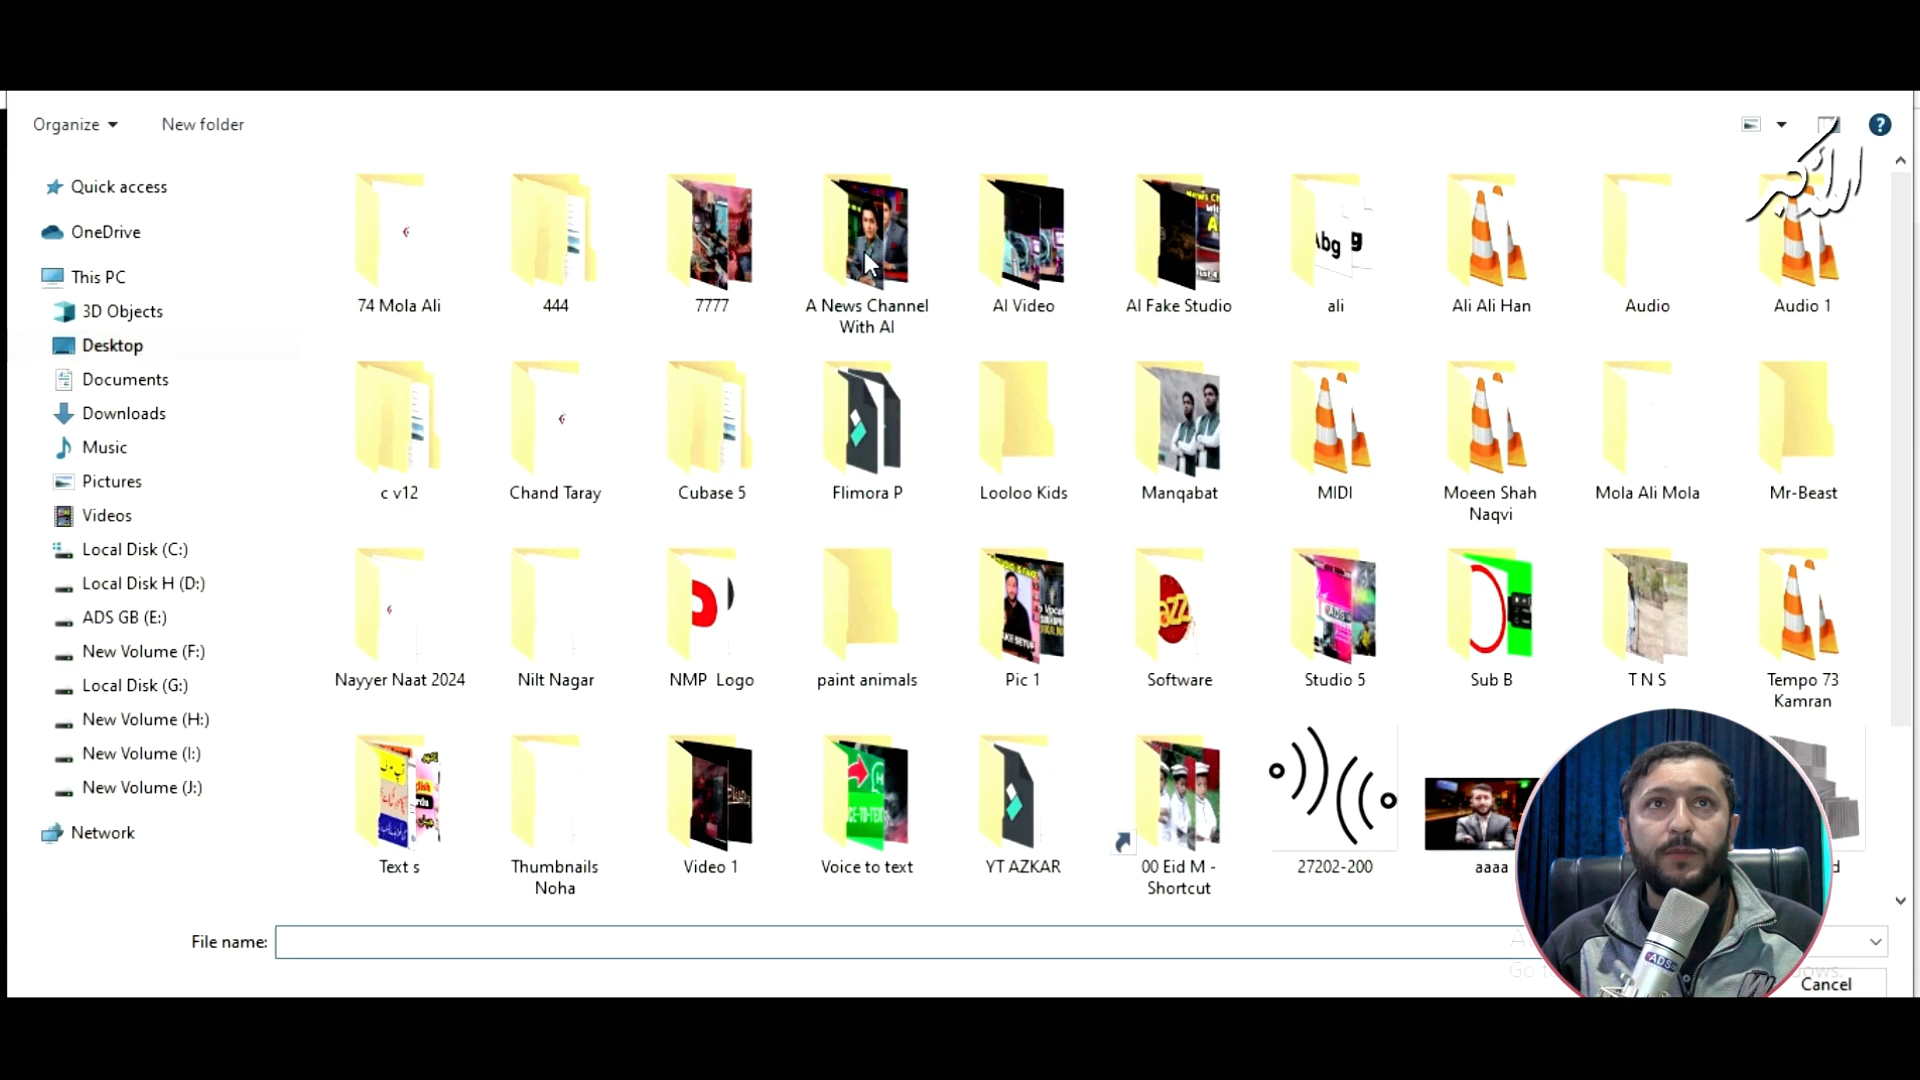 Organize
New folder
?
الله أكبر
Quick access
OneDrive
This PC
3D Objects
Desktop
Documents
Downloads
Music
Pictures
Videos
Local Disk (C:)
Local Disk H (D:)
ADS GB (E:)
New Volume (F:)
Local Disk (G:)
New Volume (H:)
New Volume (I:)
New Volume (J:)
Network
74 Mola Ali
444
7777
A News Channel
With AI
AI Video
AI Fake Studio
Abg g
ali
Ali Ali Han
Audio
Audio 1
c v12
Chand Taray
Cubase 5
Flimora P
Looloo Kids
Manqabat
MIDI
Moeen Shah
Naqvi
Mola Ali Mola
Mr-Beast
Nayyer Naat 2024
Nilt Nagar
NMP Logo
paint animals
Pic 1
Software
Studio 5
Sub B
T N S
Tempo 73
Kamran
Text s
Thumbnails
Noha
Video 1
Voice to text
YT AZKAR
00 Eid M -
Shortcut
27202-200
aaaa
d
File name:
ADS
Cancel